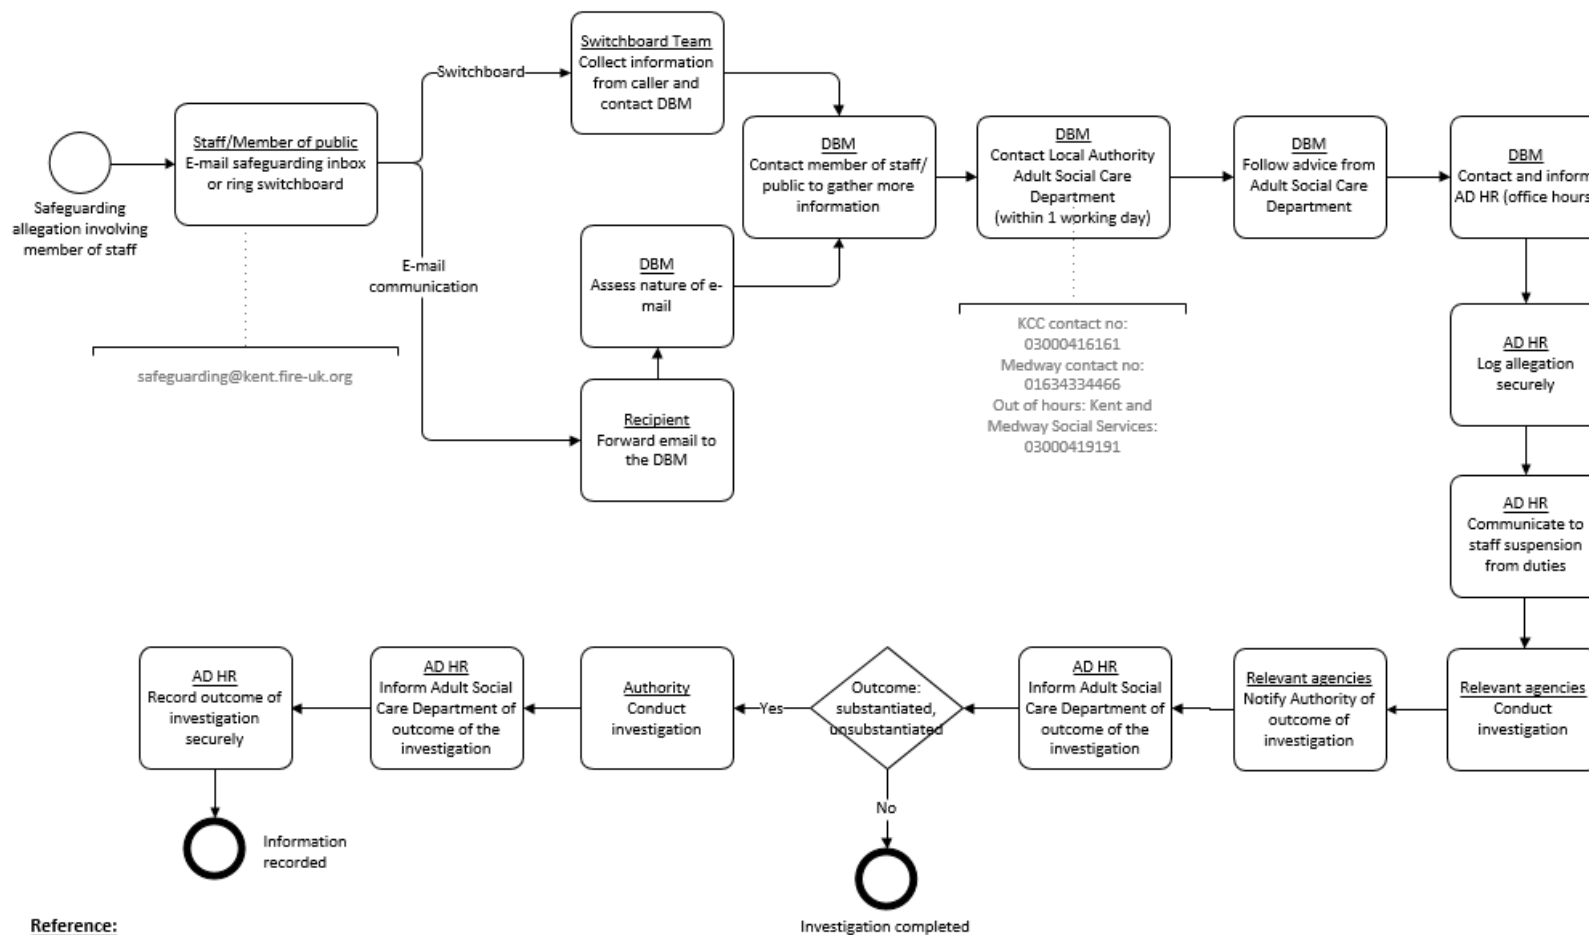 Safeguarding
allegation involving
member of staff
Staff/Member of public
E-mail safeguarding inbox
or ring switchboard
safeguarding@kent.fire-uk.org
Switchboard
E-mail
communication
Switchboard Team
Collect information
from caller and
contact DBM
Recipient
Forward email to
the DBM
DBM
Assess nature of e-
mail
DBM
Contact member of staff/
public to gather more
information
DBM
Contact Local Authority
Adult Social Care
Department
(within 1 working day)
KCC contact no:
03000416161
Medway contact no:
01634334466
Out of hours: Kent and
Medway Social Services:
03000419191
DBM
Follow advice from
Adult Social Care
Department
DBM
Contact and inform
AD HR (office hours
AD HR
Log allegation
securely
AD HR
Communicate to
staff suspension
from duties
Relevant agencies
Conduct
investigation
Relevant agencies
Notify Authority of
outcome of
investigation
AD HR
Inform Adult Social
Care Department of
outcome of the
investigation
Outcome:
substantiated,
unsubstantiated
Yes
No
Investigation completed
Authority
Conduct
investigation
AD HR
Inform Adult Social
Care Department of
outcome of the
investigation
AD HR
Record outcome of
investigation
securely
Information
recorded
Reference: